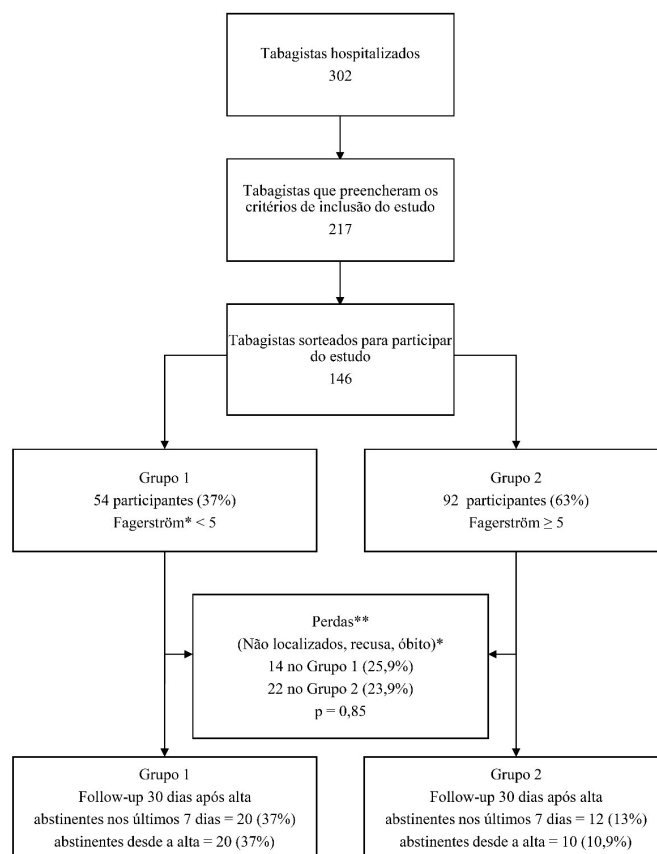 Tabagistas hospitalizados
302
Tabagistas que preencheram os
critérios de inclusão do estudo
217
Tabagistas sorteados para participar
do estudo
146
Grupo 1
54 participantes (37%)
Fagerström* < 5
Grupo 2
92 participantes (63%)
Fagerström ≥ 5
Perdas**
(Não localizados, recusa, óbito)*
14 no Grupo 1 (25,9%)
22 no Grupo 2 (23,9%)
p = 0,85
Grupo 1
Follow-up 30 dias após alta
abstinentes nos últimos 7 dias = 20 (37%)
abstinentes desde a alta = 20 (37%)
Grupo 2
Follow-up 30 dias após alta
abstinentes nos últimos 7 dias = 12 (13%)
abstinentes desde a alta = 10 (10,9%)